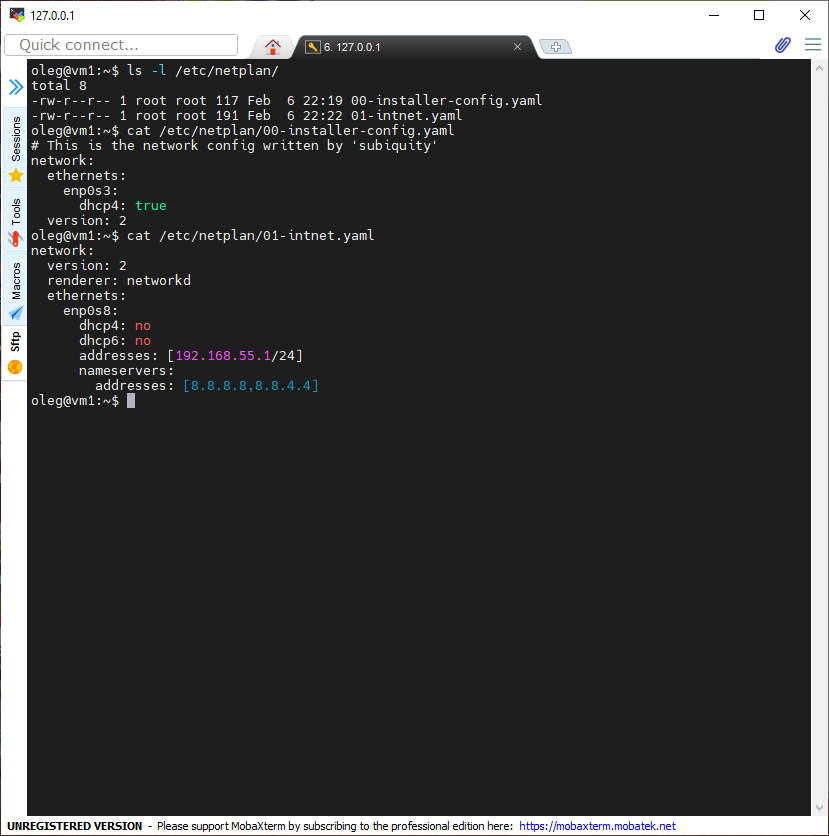 127.0.0.1
Quick connect...
6. 127.0.0.1
Sessions
Tools
Macros
Sftp
oleg@vm1:~$ ls -l /etc/netplan/
total 8
-rw-r--r-- 1 root root 117 Feb  6 22:19 00-installer-config.yaml
-rw-r--r-- 1 root root 191 Feb  6 22:22 01-intnet.yaml
oleg@vm1:~$ cat /etc/netplan/00-installer-config.yaml
# This is the network config written by 'subiquity'
network:
  ethernets:
    enp0s3:
      dhcp4: true
  version: 2
oleg@vm1:~$ cat /etc/netplan/01-intnet.yaml
network:
  version: 2
  renderer: networkd
  ethernets:
    enp0s8:
      dhcp4: no
      dhcp6: no
      addresses: [192.168.55.1/24]
      nameservers:
        addresses: [8.8.8.8,8.8.4.4]
oleg@vm1:~$
UNREGISTERED VERSION - Please support MobaXterm by subscribing to the professional edition here: https://mobaxterm.mobatek.net